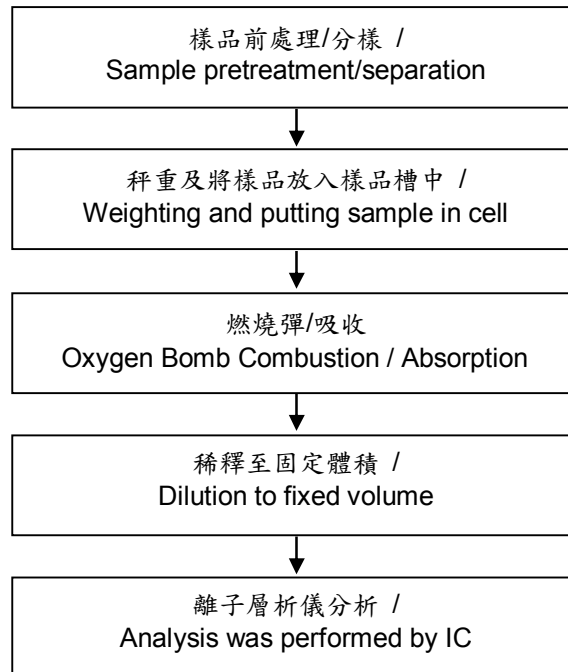 樣品前處理/分樣 /
Sample pretreatment/separation
秤重及將樣品放入樣品槽中 /
Weighting and putting sample in cell
燃燒彈/吸收
Oxygen Bomb Combustion / Absorption
稀釋至固定體積 /
Dilution to fixed volume
離子層析儀分析 /
Analysis was performed by IC